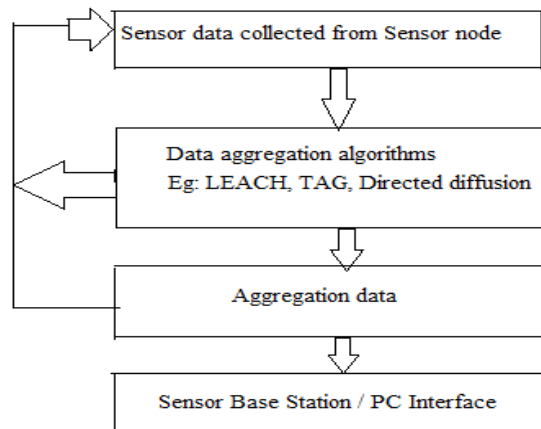 Sensor data collected from Sensor node
Data aggregation algorithms
Eg: LEACH, TAG, Directed diffusion
Aggregation data
Sensor Base Station / PC Interface